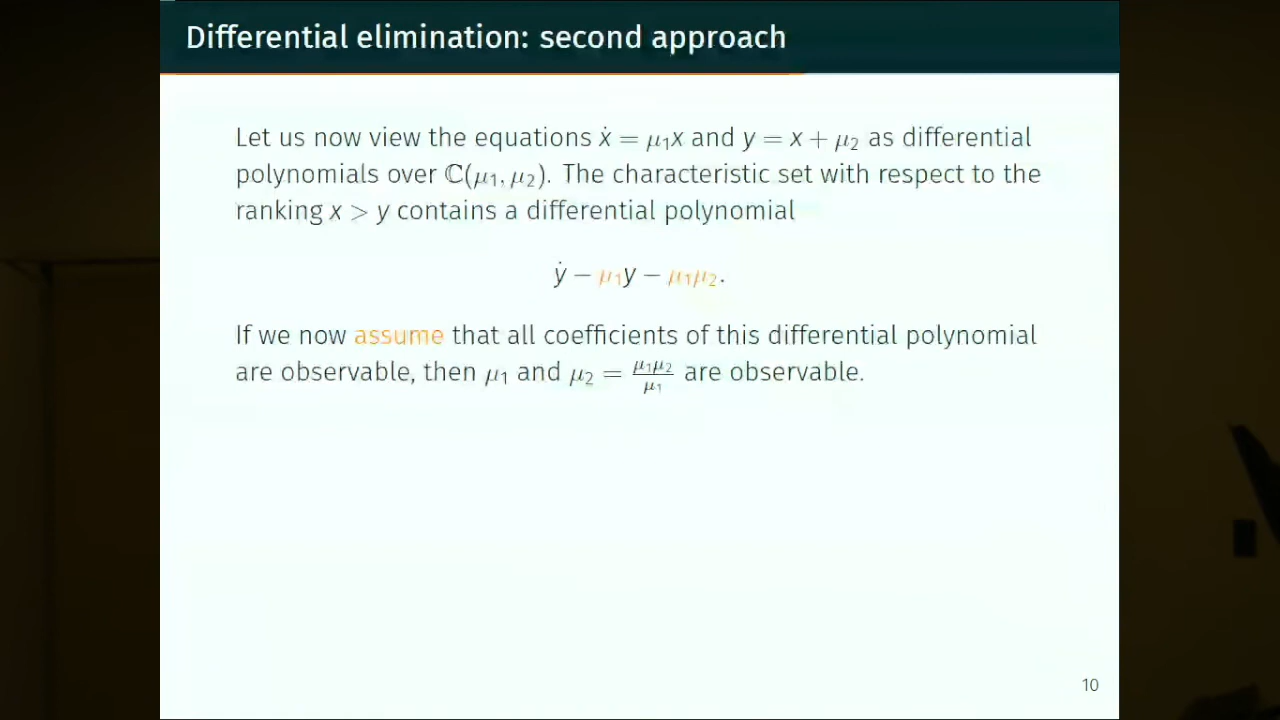 Differential elimination: second approach
Let us now view the equations ẋ = μ₁x and y = x + μ₂ as differential
polynomials over ℂ(μ₁, μ₂). The characteristic set with respect to the
ranking x > y contains a differential polynomial
ẏ − μ₁y − μ₁μ₂.
If we now assume that all coefficients of this differential polynomial
are observable, then μ₁ and μ₂ = μ₁μ₂/μ₁ are observable.
10